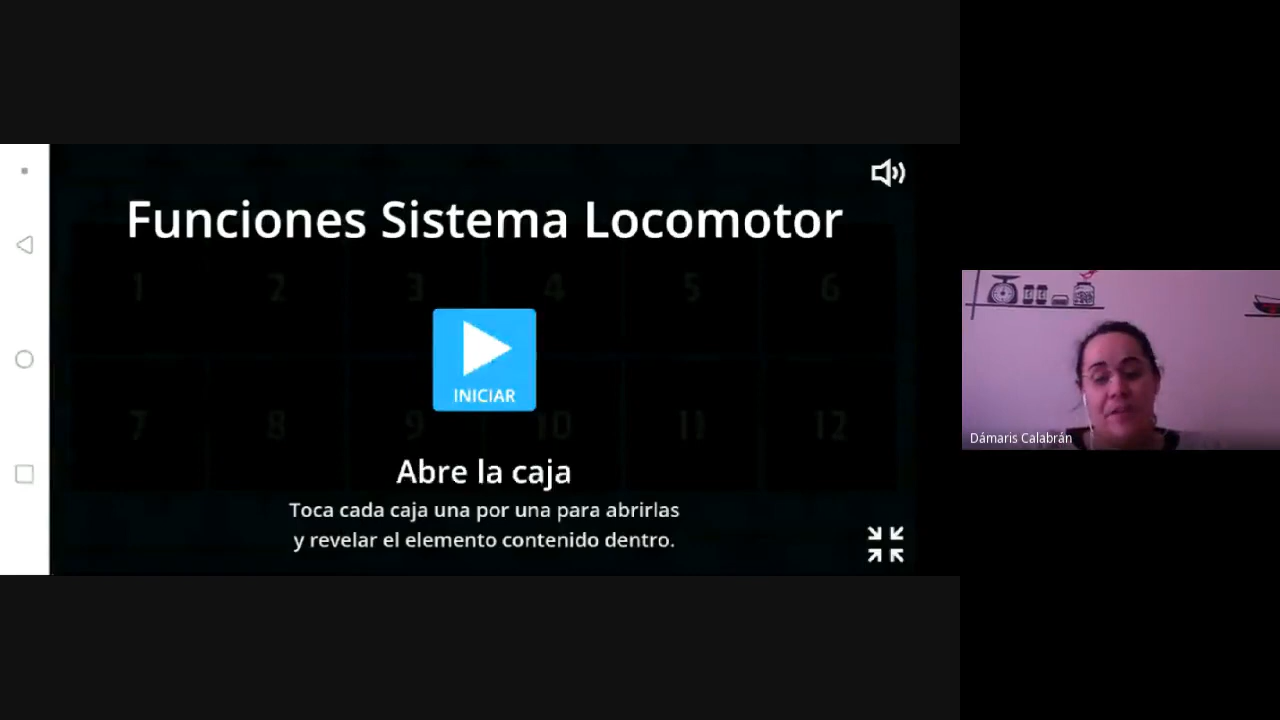 Funciones Sistema Locomotor
1 2 3 4 5 6
INICIAR
7 8 9 10 11 12
Abre la caja
Toca cada caja una por una para abrirlas
y revelar el elemento contenido dentro.
Dámaris Calabrán